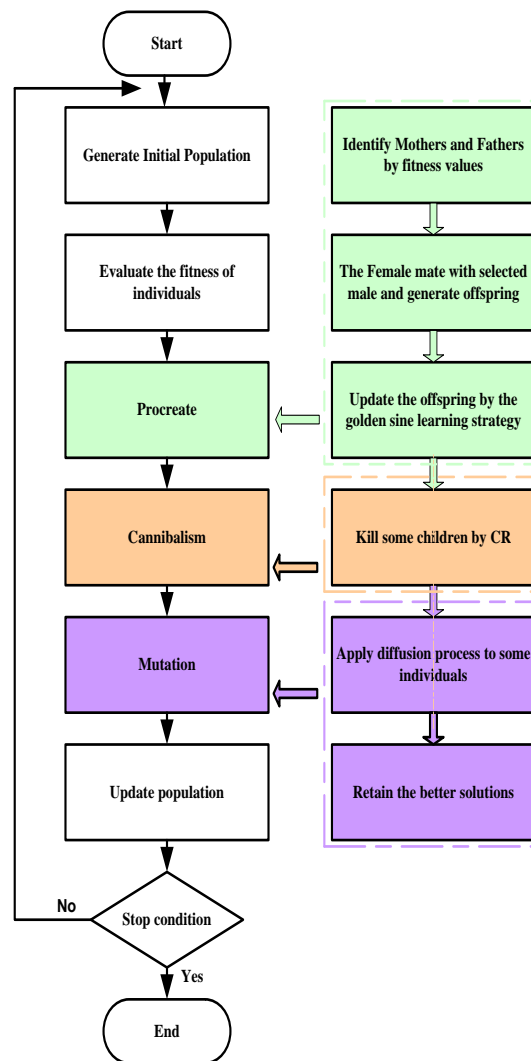 Start
Generate Initial Population
Evaluate the fitness of
individuals
Procreate
Cannibalism
Mutation
Update population
Stop condition
No
Yes
End
Identify Mothers and Fathers
by fitness values
The Female mate with selected
male and generate offspring
Update the offspring by the
golden sine learning strategy
Kill some children by CR
Apply diffusion process to some
individuals
Retain the better solutions